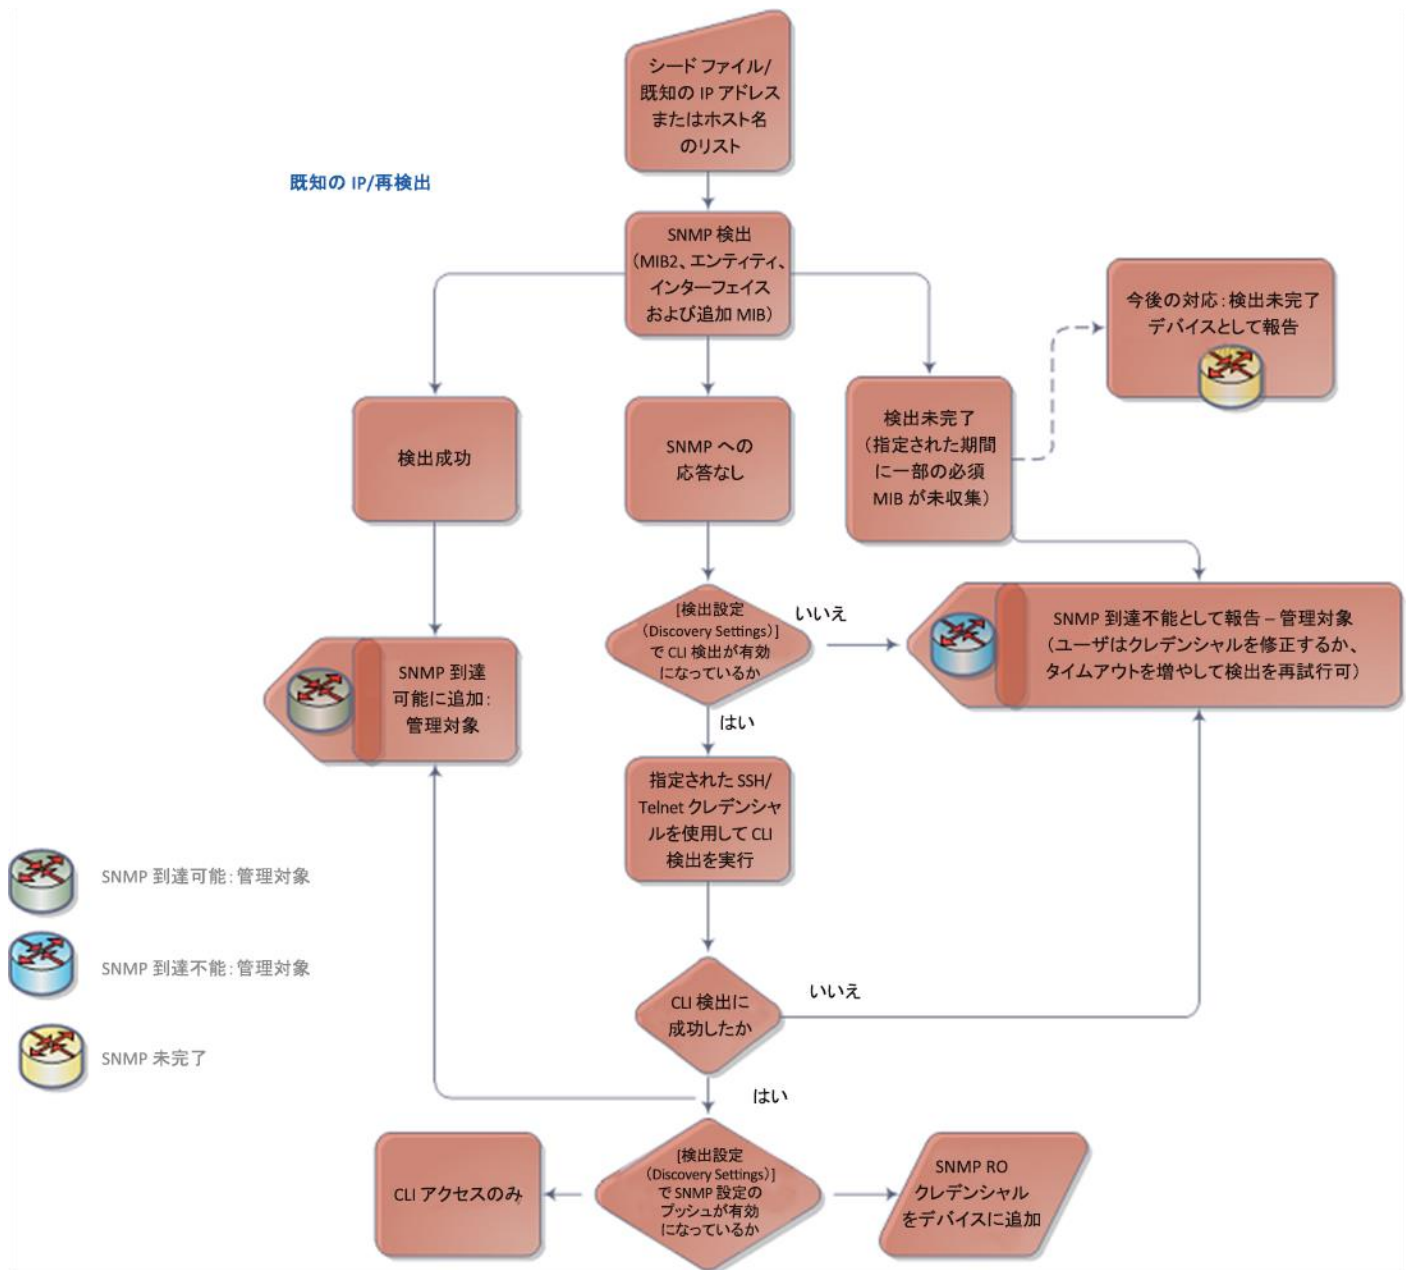 シード ファイル/
既知の IP アドレス
またはホスト名
のリスト
既知の IP/再検出
SNMP 検出
（MIB2、エンティティ、
インターフェイス
および追加 MIB）
今後の対応：検出未完了
デバイスとして報告
検出成功
SNMP への
応答なし
検出未完了
（指定された期間
に一部の必須
MIB が未収集）
[検出設定
（Discovery Settings）]
で CLI 検出が有効
になっているか
いいえ
SNMP 到達不能として報告 – 管理対象
（ユーザはクレデンシャルを修正するか、
タイムアウトを増やして検出を再試行可）
SNMP 到達
可能に追加：
管理対象
はい
指定された SSH/
Telnet クレデンシャ
ルを使用して CLI
検出を実行
SNMP 到達可能：管理対象
SNMP 到達不能：管理対象
SNMP 未完了
CLI 検出に
成功したか
いいえ
はい
CLI アクセスのみ
[検出設定
（Discovery Settings）]
で SNMP 設定の
プッシュが有効
になっているか
SNMP RO
クレデンシャル
をデバイスに追加